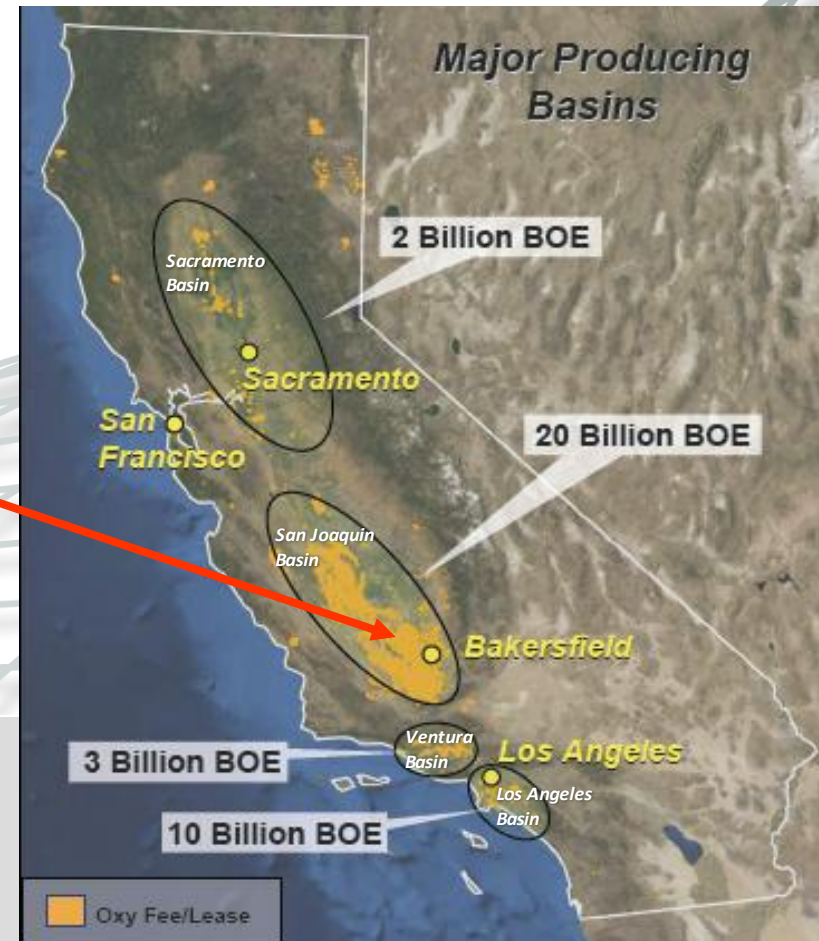 Major Producing
Basins
2 Billion BOE
Sacramento
Basin
Sacramento
San
Francisco
20 Billion BOE
San Joaquin
Basin
Bakersfield
Ventura
Basin
3 Billion BOE
Los Angeles
Los Angeles
Basin
10 Billion BOE
Oxy Fee/Lease